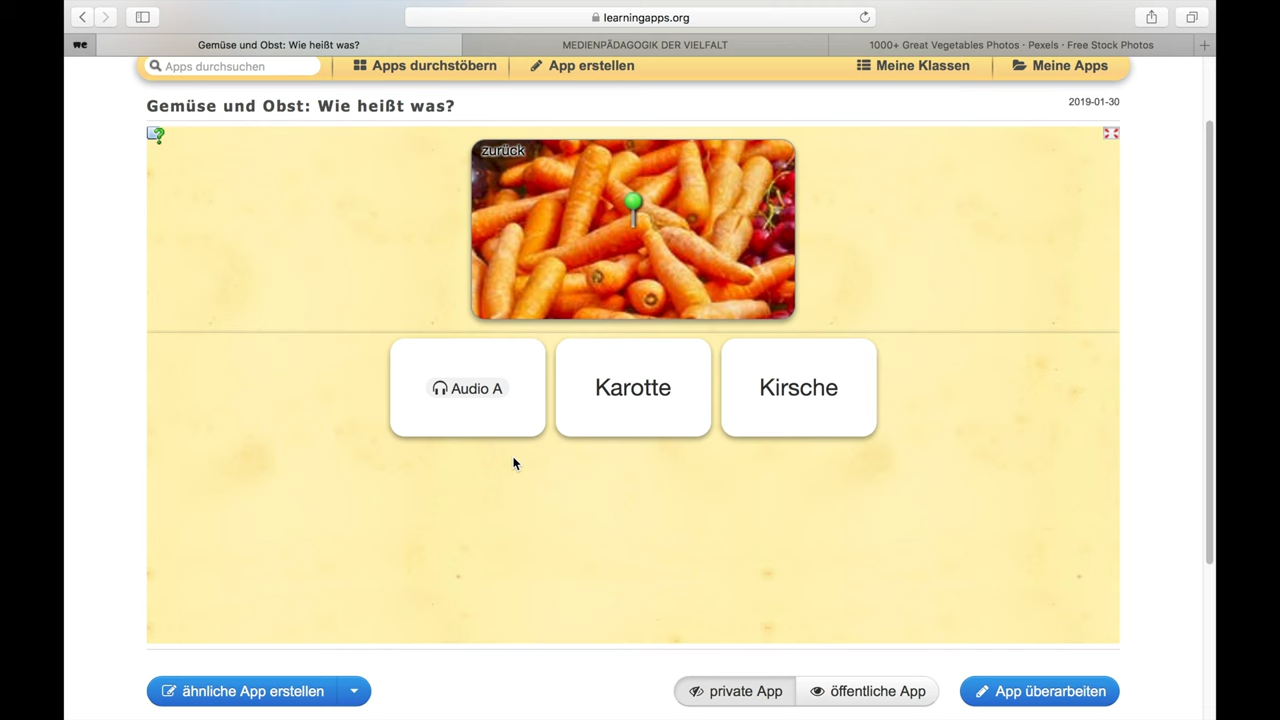 learningapps.org
we
Gemüse und Obst: Wie heißt was?
MEDIENPÄDAGOGIK DER VIELFALT
1000+ Great Vegetables Photos · Pexels · Free Stock Photos
Apps durchsuchen
Apps durchstöbern
App erstellen
Meine Klassen
Meine Apps
Gemüse und Obst: Wie heißt was?
2019-01-30
zurück
Audio A
Karotte
Kirsche
ähnliche App erstellen
private App
öffentliche App
App überarbeiten